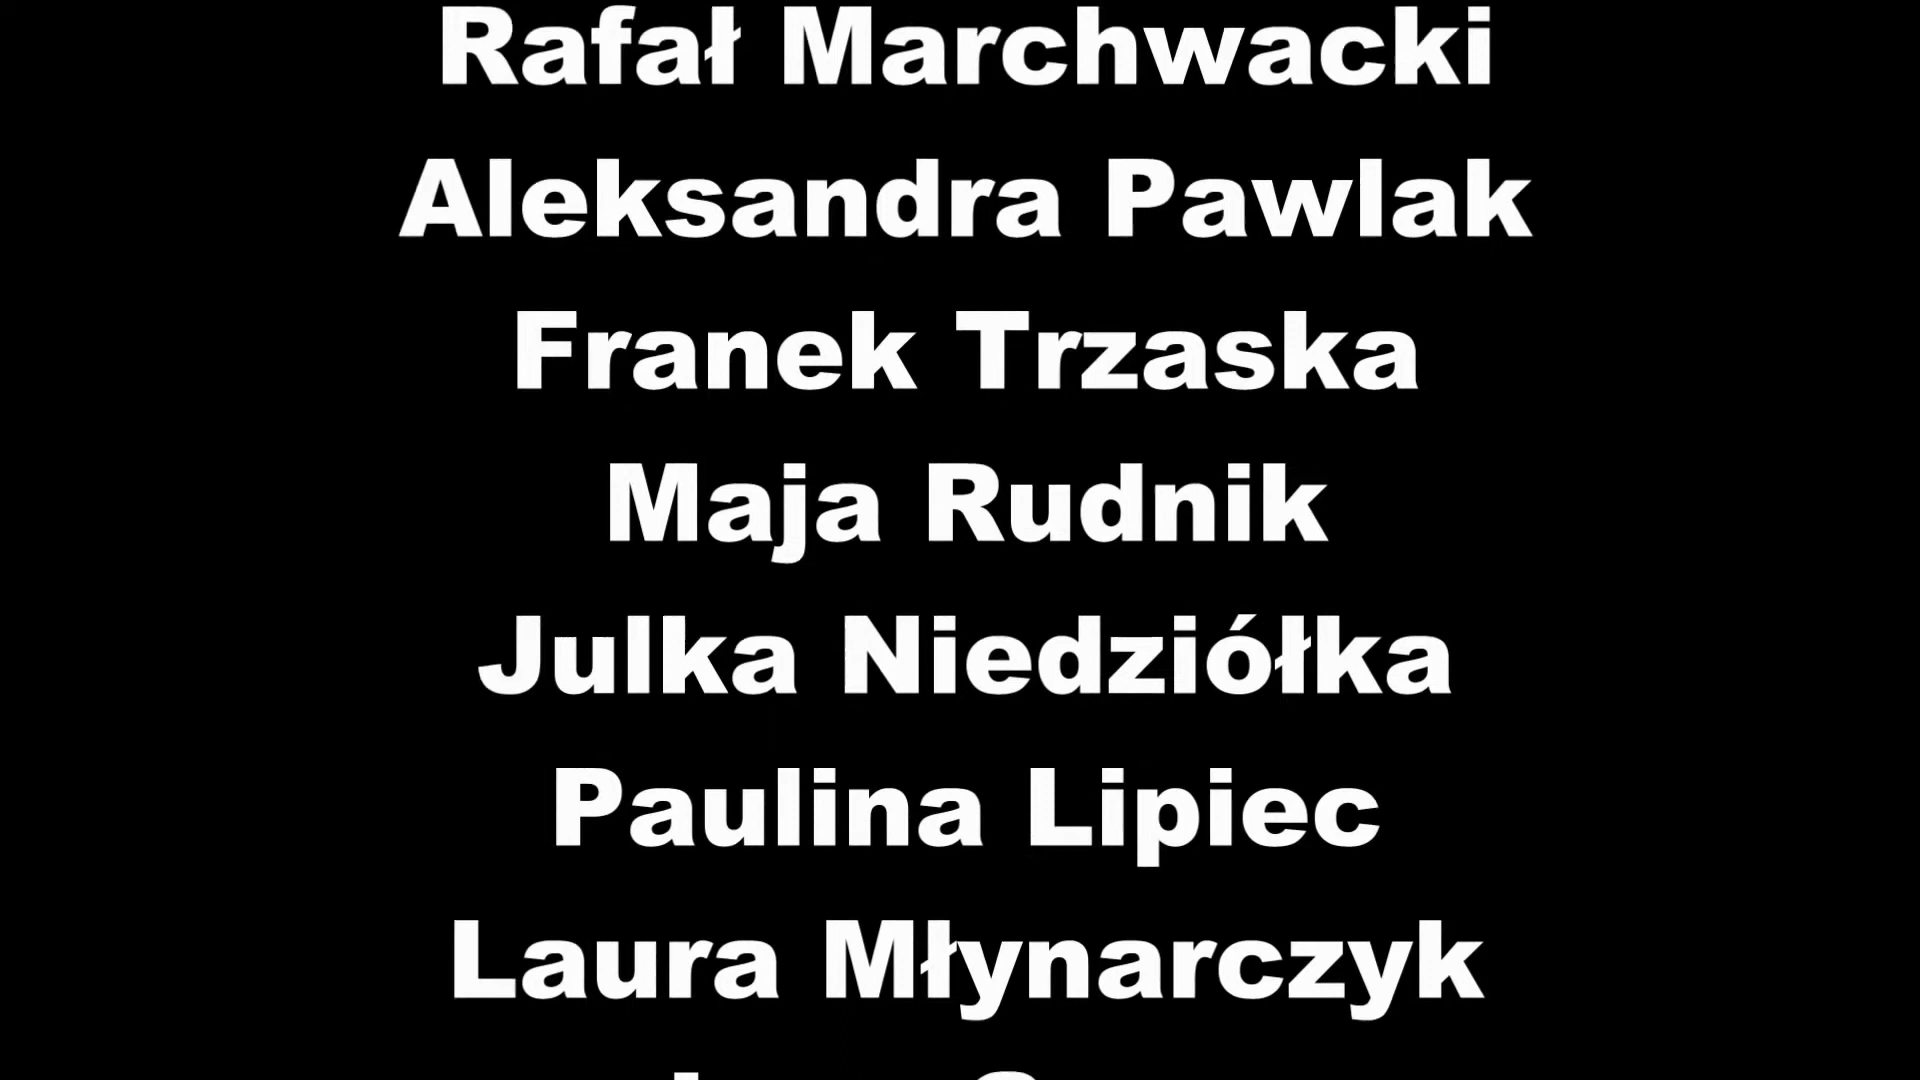 Rafał Marchwacki
Aleksandra Pawlak
Franek Trzaska
Maja Rudnik
Julka Niedziółka
Paulina Lipiec
Laura Młynarczyk